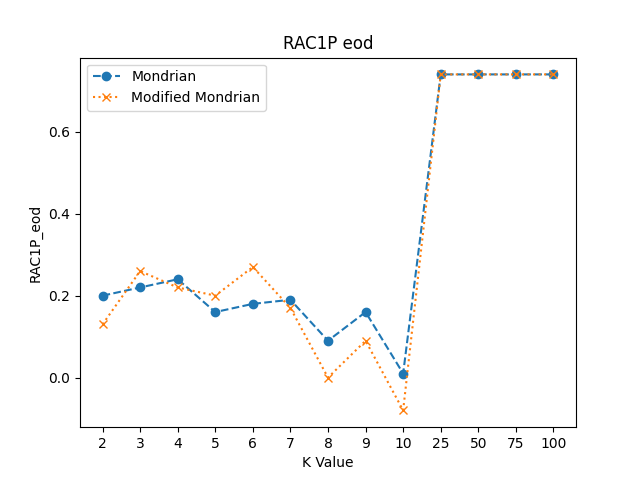 RAC1P eod
Mondrian
Modified Mondrian
RAC1P_eod
0.6
0.4
0.2
0.0
2 3 4 5 6 7 8 9 10 25 50 75 100
K Value